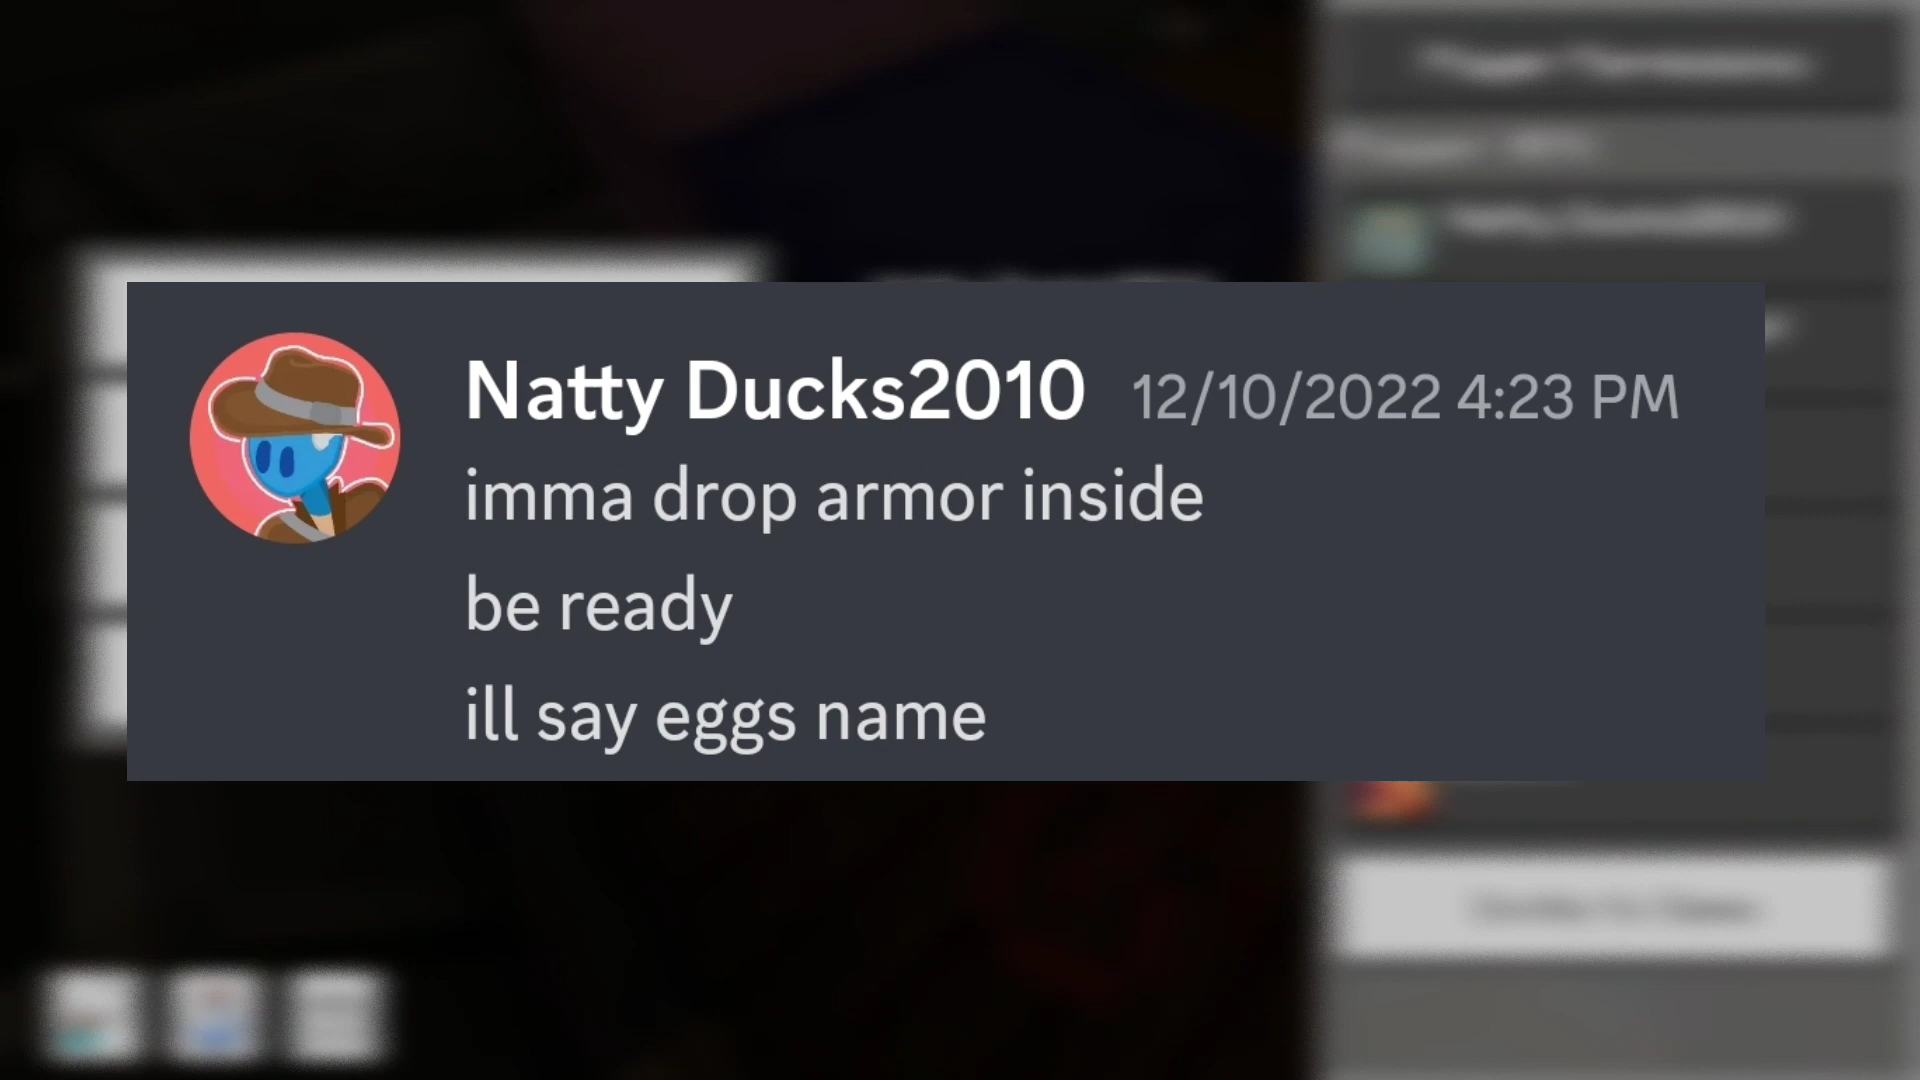 Natty Ducks2010 12/10/2022 4:23 PM
imma drop armor inside
be ready
ill say eggs name